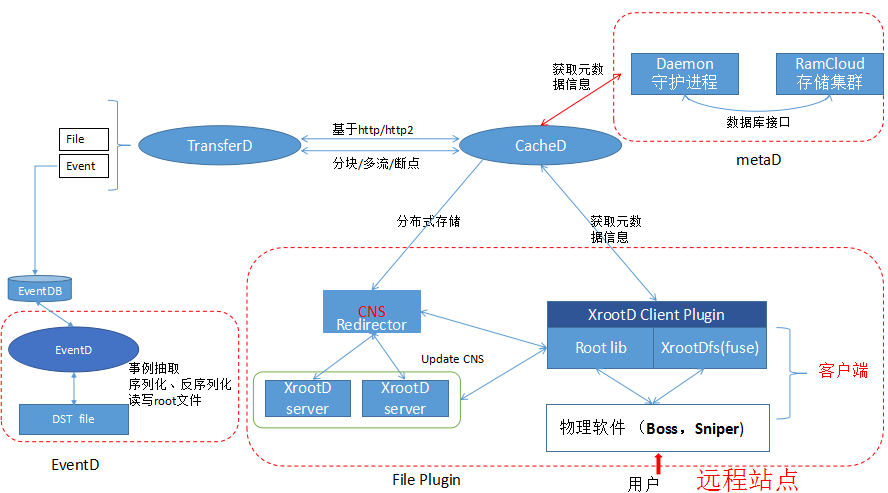 Daemon
守护进程
RamCloud
存储集群
获取元数
据信息
数据库接口
metaD
File
Event
TransferD
基于http/http2
分块/多流/断点
CacheD
分布式存储
获取元数
据信息
EventDB
EventD
事例抽取
序列化、反序列化
读写root文件
DST file
EventD
CNS
Redirector
Update CNS
XrootD
server
XrootD
server
XrootD Client Plugin
Root lib
XrootDfs(fuse)
客户端
物理软件 （Boss，Sniper)
用户
远程站点
File Plugin